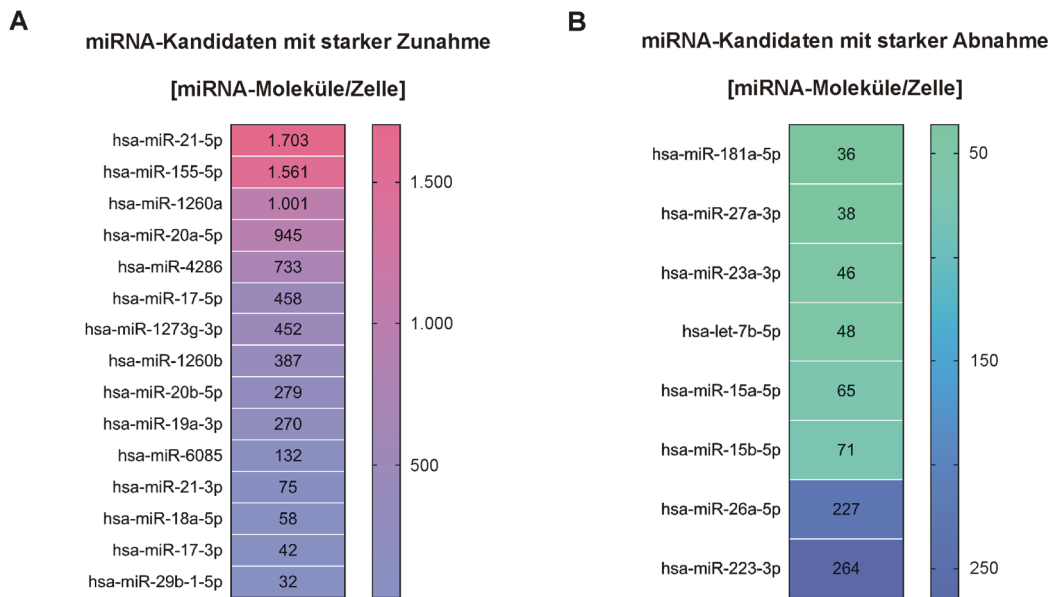 A
miRNA-Kandidaten mit starker Zunahme
[miRNA-Moleküle/Zelle]
hsa-miR-21-5p 1.703
hsa-miR-155-5p 1.561
hsa-miR-1260a 1.001
hsa-miR-20a-5p 945
hsa-miR-4286 733
hsa-miR-17-5p 458
hsa-miR-1273g-3p 452
hsa-miR-1260b 387
hsa-miR-20b-5p 279
hsa-miR-19a-3p 270
hsa-miR-6085 132
hsa-miR-21-3p 75
hsa-miR-18a-5p 58
hsa-miR-17-3p 42
hsa-miR-29b-1-5p 32
1.500
1.000
500
B
miRNA-Kandidaten mit starker Abnahme
[miRNA-Moleküle/Zelle]
hsa-miR-181a-5p 36
hsa-miR-27a-3p 38
hsa-miR-23a-3p 46
hsa-let-7b-5p 48
hsa-miR-15a-5p 65
hsa-miR-15b-5p 71
hsa-miR-26a-5p 227
hsa-miR-223-3p 264
50
150
250